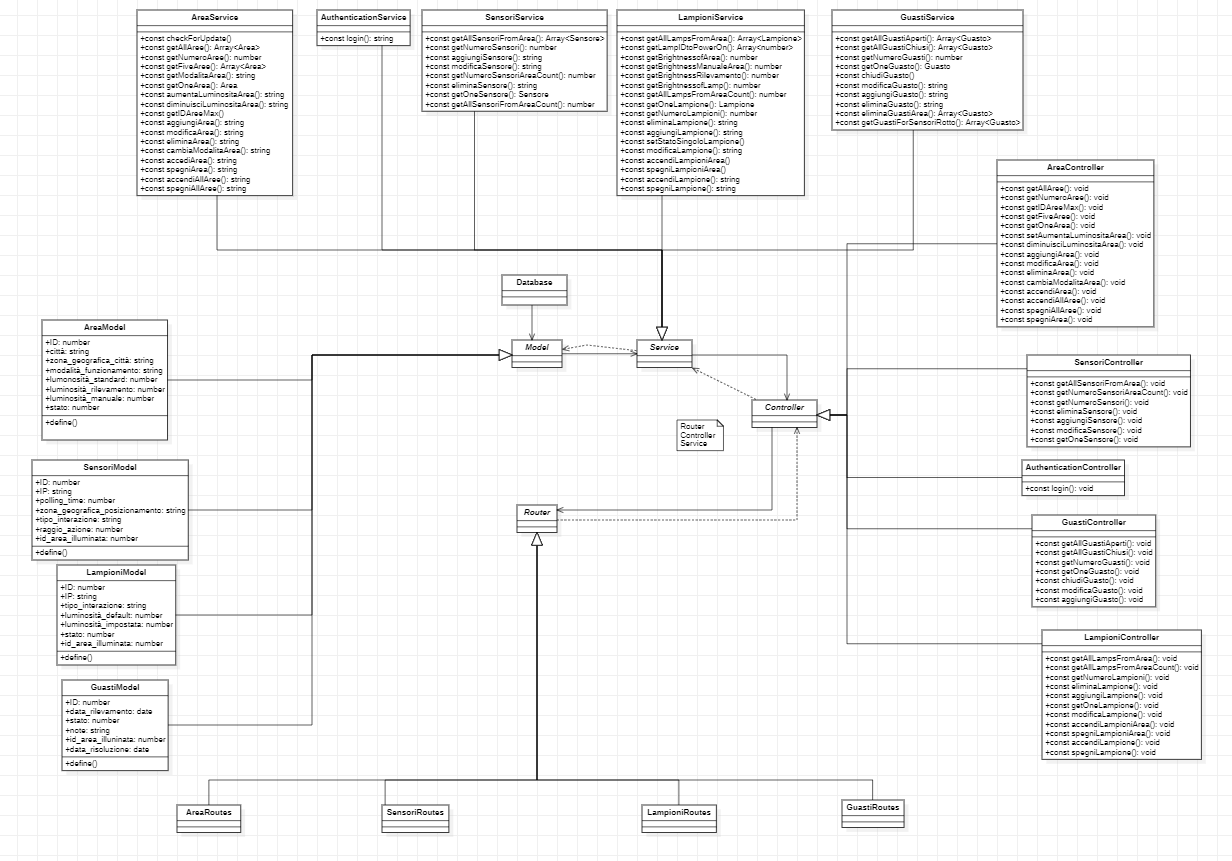 AreaService
+const checkForUpdate()
+const getAllAree(): Array<Area>
+const getNumeroAree(): number
+const getFiveAree(): Array<Area>
+const getModalitaArea(): string
+const getOneArea(): Area
+const aumentaLuminositaArea(): string
+const diminuisciLuminositaArea(): string
+const getIDAreeMax()
+const aggiungiArea(): string
+const modificaArea(): string
+const eliminaArea(): string
+const cambiaModalitaArea(): string
+const accediArea(): string
+const spegniArea(): string
+const accendiAllAree(): string
+const spegniAllAree(): string
AuthenticationService
+const login(): string
SensoriService
+const getAllSensoriFromArea(): Array<Sensore>
+const getNumeroSensori(): number
+const aggiungiSensore(): string
+const modificaSensore(): string
+const getNumeroSensoriAreaCount(): number
+const eliminaSensore(): string
+const getOneSensore(): Sensore
+const getAllSensoriFromAreaCount(): number
LampioniService
+const getAllLampsFromArea(): Array<Lampione>
+const getLampIDtoPowerOn(): Array<number>
+const getBrightnessofArea(): number
+const getBrightnessManualeArea(): number
+const getBrightnessRilevamento(): number
+const getBrightnessofLamp(): number
+const getAllLampsFromAreaCount(): number
+const getOneLampione(): Lampione
+const getNumeroLampioni(): number
+const eliminaLampione(): string
+const aggiungiLampione(): string
+const setStatoSingoloLampione()
+const modificaLampione(): string
+const accendiLampioniArea()
+const spegniLampioniArea()
+const accendiLampione(): string
+const spegniLampione(): string
GuastiService
+const getAllGuastiAperti(): Array<Guasto>
+const getAllGuastiChiusi(): Array<Guasto>
+const getNumeroGuasti(): number
+const getOneGuasto(): Guasto
+const chiudiGuasto()
+const modificaGuasto(): string
+const aggiungiGuasto(): string
+const eliminaGuasto(): string
+const eliminaGuastiArea(): Array<Guasto>
+const getGuastiForSensoriRotto(): Array<Guasto>
AreaController
+const getAllAree(): void
+const getNumeroAree(): void
+const getIDAreeMax(): void
+const getFiveAree(): void
+const getOneArea(): void
+const setAumentaLuminositaArea(): void
+const diminuisciLuminositaArea(): void
+const aggiungiArea(): void
+const modificaArea(): void
+const eliminaArea(): void
+const cambiaModalitaArea(): void
+const accendiArea(): void
+const accendiAllAree(): void
+const spegniAllAree(): void
+const spegniArea(): void
Database
Model
Service
Controller
Router
Controller
Service
Router
AreaModel
+ID: number
+città: string
+zona_geografica_città: string
+modalità_funzionamento: string
+lumonosità_standard: number
+luminosità_rilevamento: number
+luminosità_manuale: number
+stato: number
+define()
SensoriModel
+ID: number
+IP: string
+polling_time: number
+zona_geografica_posizionamento: string
+tipo_interazione: string
+raggio_azione: number
+id_area_illuminata: number
+define()
LampioniModel
+ID: number
+IP: string
+tipo_interazione: string
+luminosità_default: number
+luminosità_impostata: number
+stato: number
+id_area_illuminata: number
+define()
GuastiModel
+ID: number
+data_rilevamento: date
+stato: number
+note: string
+id_area_illuninata: number
+data_risoluzione: date
+define()
SensoriController
+const getAllSensoriFromArea(): void
+const getNumeroSensoriAreaCount(): void
+const getNumeroSensori(): void
+const eliminaSensore(): void
+const aggiungiSensore(): void
+const modificaSensore(): void
+const getOneSensore(): void
AuthenticationController
+const login(): void
GuastiController
+const getAllGuastiAperti(): void
+const getAllGuastiChiusi(): void
+const getNumeroGuasti(): void
+const getOneGuasto(): void
+const chiudiGuasto(): void
+const modificaGuasto(): void
+const aggiungiGuasto(): void
LampioniController
+const getAllLampsFromArea(): void
+const getAllLampsFromAreaCount(): void
+const getNumeroLampioni(): void
+const eliminaLampione(): void
+const aggiungiLampione(): void
+const getOneLampione(): void
+const modificaLampione(): void
+const accendiLampioniArea(): void
+const spegniLampioniArea(): void
+const accendiLampione(): void
+const spegniLampione(): void
AreaRoutes
SensoriRoutes
LampioniRoutes
GuastiRoutes